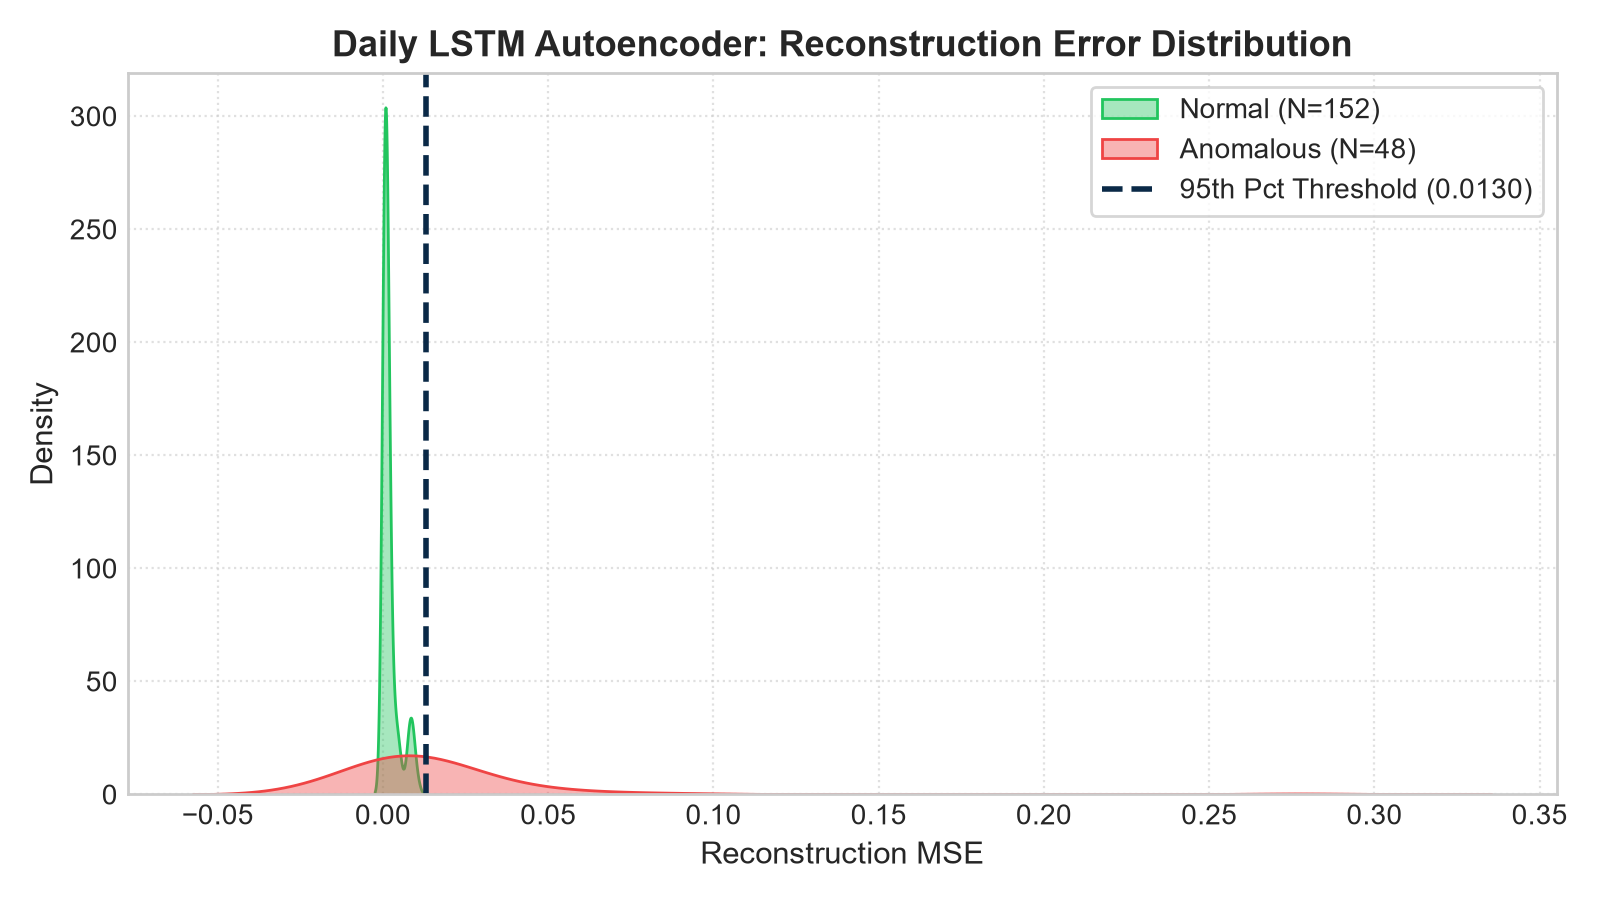 Daily LSTM Autoencoder: Reconstruction Error Distribution
Normal (N=152)
Anomalous (N=48)
95th Pct Threshold (0.0130)
Density
300
250
200
150
100
50
0
−0.05 0.00 0.05 0.10 0.15 0.20 0.25 0.30 0.35
Reconstruction MSE